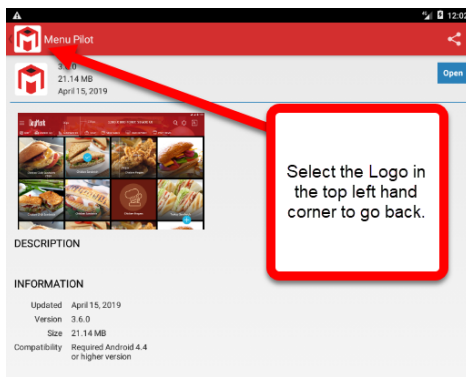 12:02
Menu Pilot
3.6.0
21.14 MB
April 15, 2019
Open
Select the Logo in
the top left hand
corner to go back.
DESCRIPTION
INFORMATION
Updated April 15, 2019
Version 3.6.0
Size 21.14 MB
Compatibility Required Android 4.4
or higher version